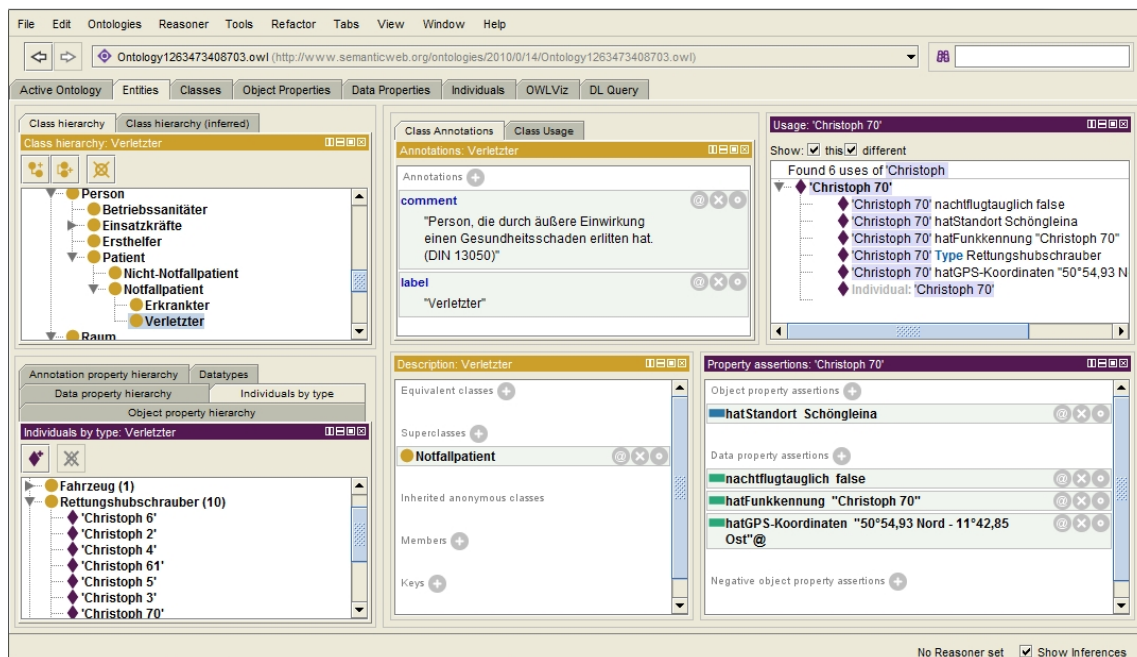 File Edit Ontologies Reasoner Tools Refactor Tabs View Window Help
Ontology1263473408703.owl (http://www.semanticweb.org/ontologies/2010/0/14/Ontology1263473408703.owl)
Active Ontology Entities Classes Object Properties Data Properties Individuals OWLViz DL Query
Class hierarchy Class hierarchy (inferred)
Class hierarchy: Verletzter
Person
Betriebssanitäter
Einsatzkräfte
Ersthelfer
Patient
Nicht-Notfallpatient
Notfallpatient
Erkrankter
Verletzter
Raum
Annotation property hierarchy Datatypes
Data property hierarchy Individuals by type
Object property hierarchy
Individuals by type: Verletzter
Fahrzeug (1)
Rettungshubschrauber (10)
'Christoph 6'
'Christoph 2'
'Christoph 4'
'Christoph 61'
'Christoph 5'
'Christoph 3'
'Christoph 70'
Class Annotations Class Usage
Annotations: Verletzter
Annotations
comment
"Person, die durch äußere Einwirkung
einen Gesundheitsschaden erlitten hat.
(DIN 13050)"
label
"Verletzter"
Usage: 'Christoph 70'
Show: this different
Found 6 uses of 'Christoph
'Christoph 70'
'Christoph 70' nachtflugtauglich false
'Christoph 70' hatStandort Schöngleina
'Christoph 70' hatFunkkennung "Christoph 70"
'Christoph 70' Type Rettungshubschrauber
'Christoph 70' hatGPS-Koordinaten "50°54,93 N
Individual: 'Christoph 70'
Description: Verletzter
Equivalent classes
Superclasses
Notfallpatient
Inherited anonymous classes
Members
Keys
Property assertions: 'Christoph 70'
Object property assertions
hatStandort Schöngleina
Data property assertions
nachtflugtauglich false
hatFunkkennung "Christoph 70"
hatGPS-Koordinaten "50°54,93 Nord - 11°42,85
Ost"@
Negative object property assertions
No Reasoner set Show Inferences